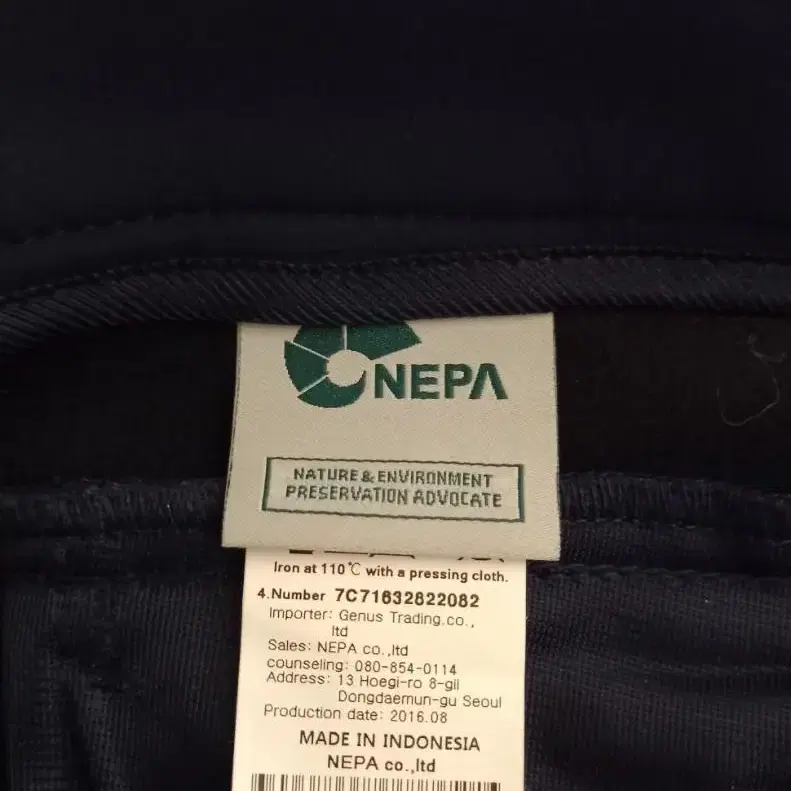 NEPA
NATURE & ENVIRONMENT
PRESERVATION ADVOCATE
Iron at 110℃ with a pressing cloth.
4.Number 7C71632822082
Importer: Genus Trading.co.,
ltd
Sales: NEPA co.,ltd
counseling: 080-854-0114
Address: 13 Hoegi-ro 8-gil
Dongdaemun-gu Seoul
Production date: 2016.08
MADE IN INDONESIA
NEPA co.,ltd